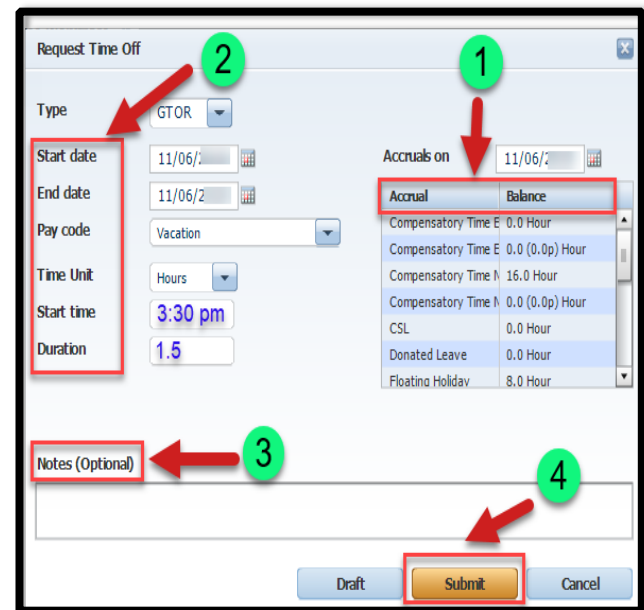 Request Time Off
2
1
Type GTOR
Start date 11/06/
End date 11/06/2
Pay code Vacation
Time Unit Hours
Start time 3:30 pm
Duration 1.5
Accruals on 11/06/2
Accrual Balance
Compensatory Time E 0.0 Hour
Compensatory Time E 0.0 (0.0p) Hour
Compensatory Time N 16.0 Hour
Compensatory Time N 0.0 (0.0p) Hour
CSL 0.0 Hour
Donated Leave 0.0 Hour
Floating Holiday 8.0 Hour
Notes (Optional)
3
4
Draft Submit Cancel